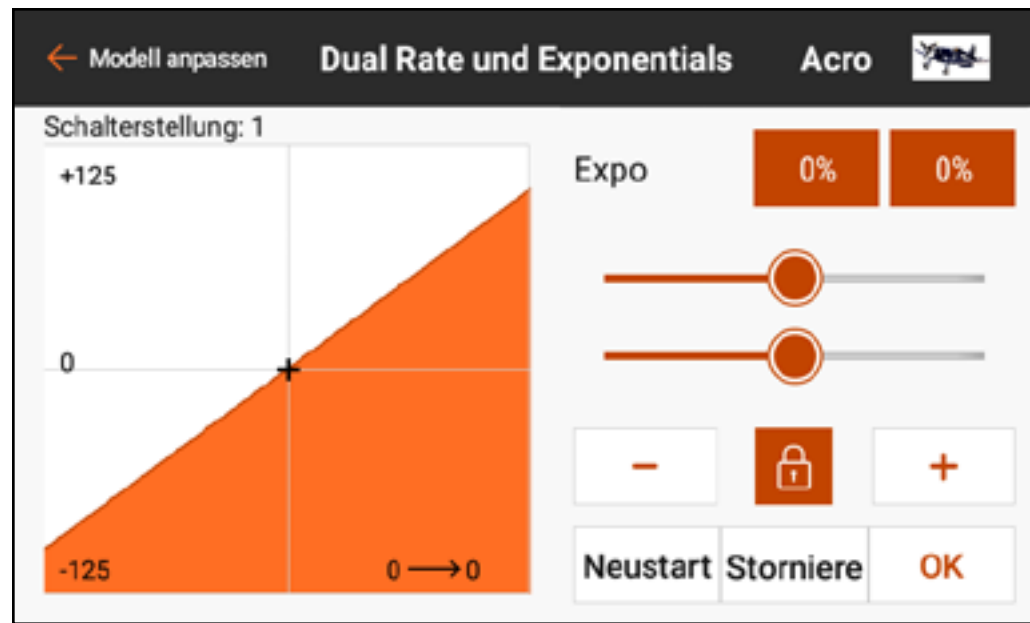 Modell anpassen
Dual Rate und Exponentials
Acro
Schalterstellung: 1
+125
0
-125
0 → 0
Expo
0%
0%
−
+
Neustart
Storniere
OK